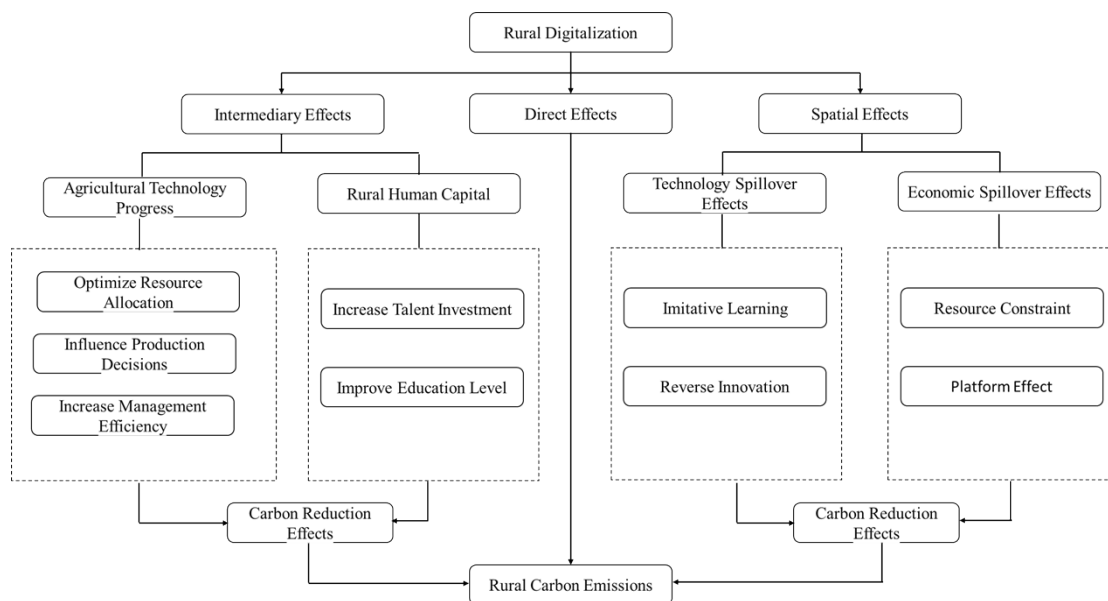 Rural Digitalization
Intermediary Effects
Direct Effects
Spatial Effects
Agricultural Technology
Progress
Rural Human Capital
Technology Spillover
Effects
Economic Spillover Effects
Optimize Resource
Allocation
Influence Production
Decisions
Increase Management
Efficiency
Increase Talent Investment
Improve Education Level
Imitative Learning
Reverse Innovation
Resource Constraint
Platform Effect
Carbon Reduction
Effects
Carbon Reduction
Effects
Rural Carbon Emissions